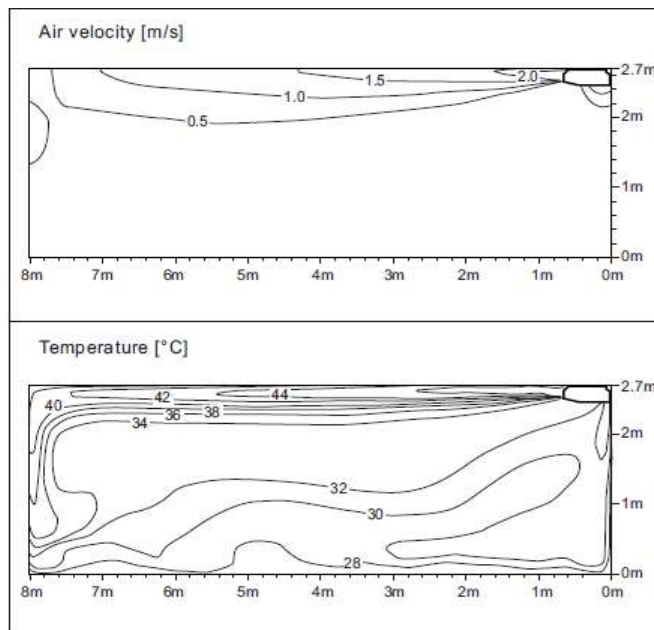 Air velocity [m/s]
2.0 2.7m
1.5
1.0
0.5 2m
1m
0m
8m 7m 6m 5m 4m 3m 2m 1m 0m
Temperature [°C]
2.7m
42 44
40
36 38
34 2m
32
30 1m
28 0m
8m 7m 6m 5m 4m 3m 2m 1m 0m